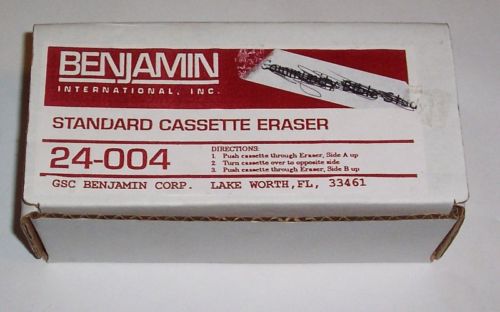 BENJAMIN
INTERNATIONAL, INC.
STANDARD CASSETTE ERASER
24-004
DIRECTIONS:
1. Push cassette through Eraser, Side A up
2. Turn cassette over to opposite side
3. Push cassette through Eraser, Side B up
GSC BENJAMIN CORP. LAKE WORTH,FL, 33461